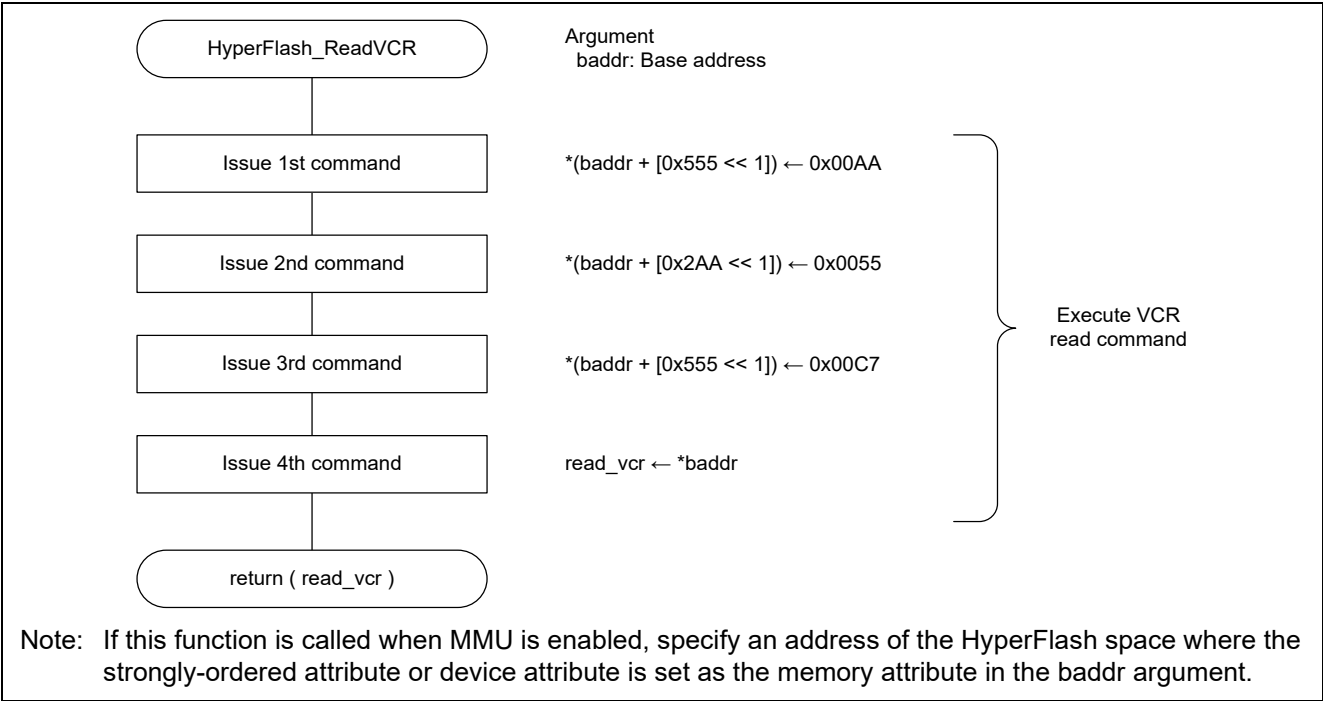 HyperFlash_ReadVCR
Argument
baddr: Base address
Issue 1st command
*(baddr + [0x555 << 1]) ← 0x00AA
Issue 2nd command
*(baddr + [0x2AA << 1]) ← 0x0055
Execute VCR
read command
Issue 3rd command
*(baddr + [0x555 << 1]) ← 0x00C7
Issue 4th command
read_vcr ← *baddr
return ( read_vcr )
Note: If this function is called when MMU is enabled, specify an address of the HyperFlash space where the
strongly-ordered attribute or device attribute is set as the memory attribute in the baddr argument.